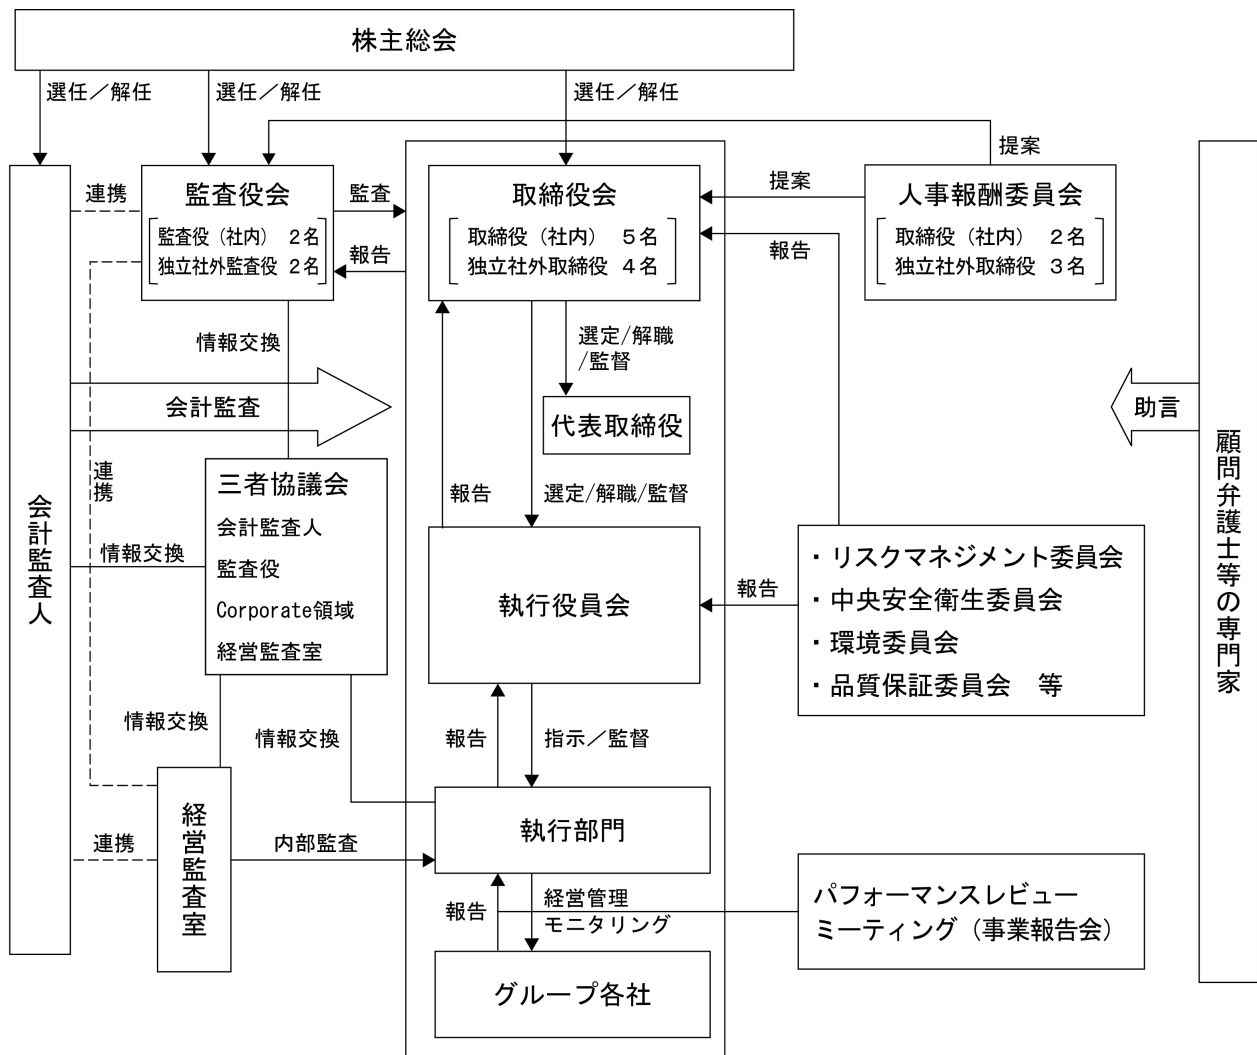 株主総会
選任／解任
選任／解任
選任／解任
提案
連携
監査役会
監査役（社内） 2名
独立社外監査役 2名
監査
報告
取締役会
取締役（社内） 5名
独立社外取締役 4名
提案
報告
人事報酬委員会
取締役（社内） 2名
独立社外取締役 3名
情報交換
選定/解職
/監督
会計監査
代表取締役
助言
連携
三者協議会
会計監査人
監査役
Corporate領域
経営監査室
報告
選定/解職/監督
会計監査人
情報交換
執行役員会
報告
・リスクマネジメント委員会
・中央安全衛生委員会
・環境委員会
・品質保証委員会　等
顧問弁護士等の専門家
情報交換
情報交換
報告
指示／監督
経営監査室
連携
内部監査
執行部門
報告
経営管理
モニタリング
パフォーマンスレビュー
ミーティング（事業報告会）
グループ各社